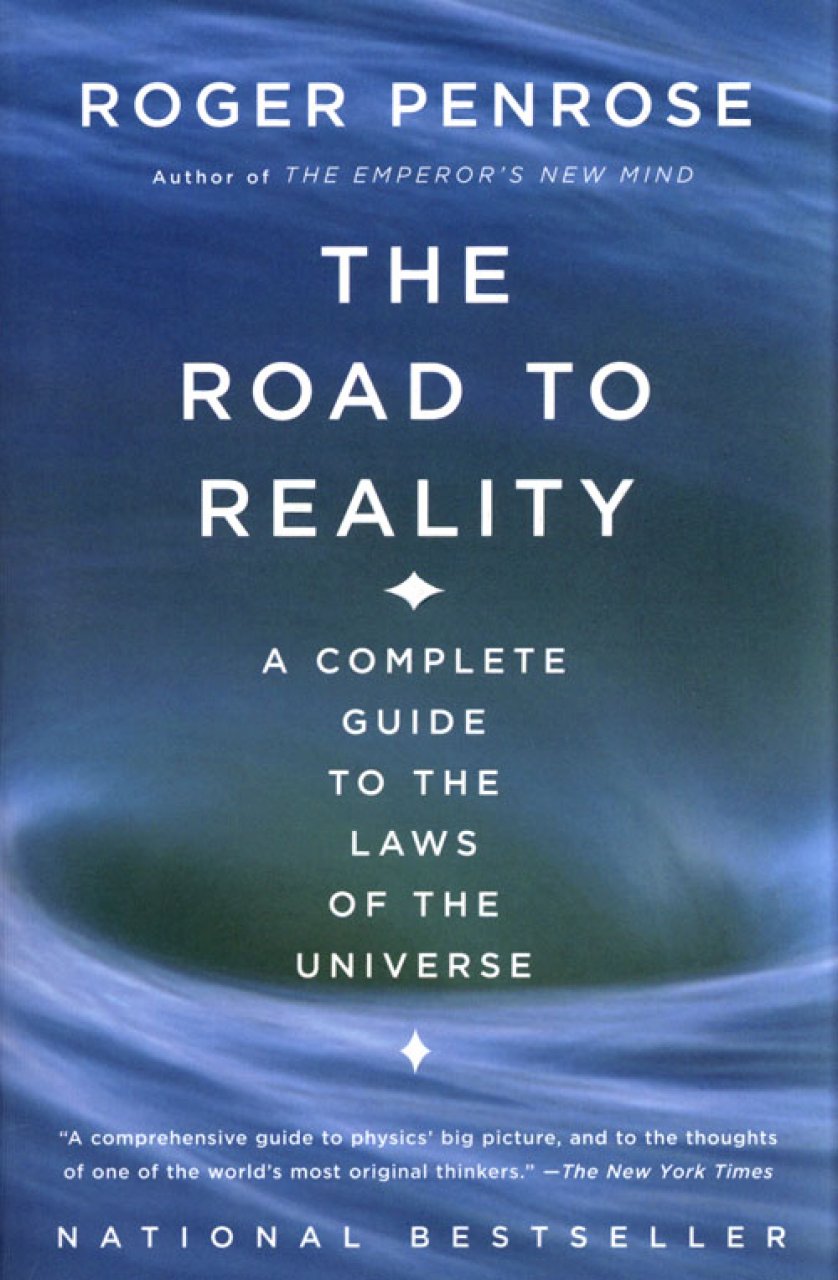 ROGER PENROSE
Author of THE EMPEROR'S NEW MIND
THE
ROAD TO
REALITY
A COMPLETE
GUIDE
TO THE
LAWS
OF THE
UNIVERSE
“A comprehensive guide to physics’ big picture, and to the thoughts
of one of the world’s most original thinkers.” —The New York Times
NATIONAL BESTSELLER